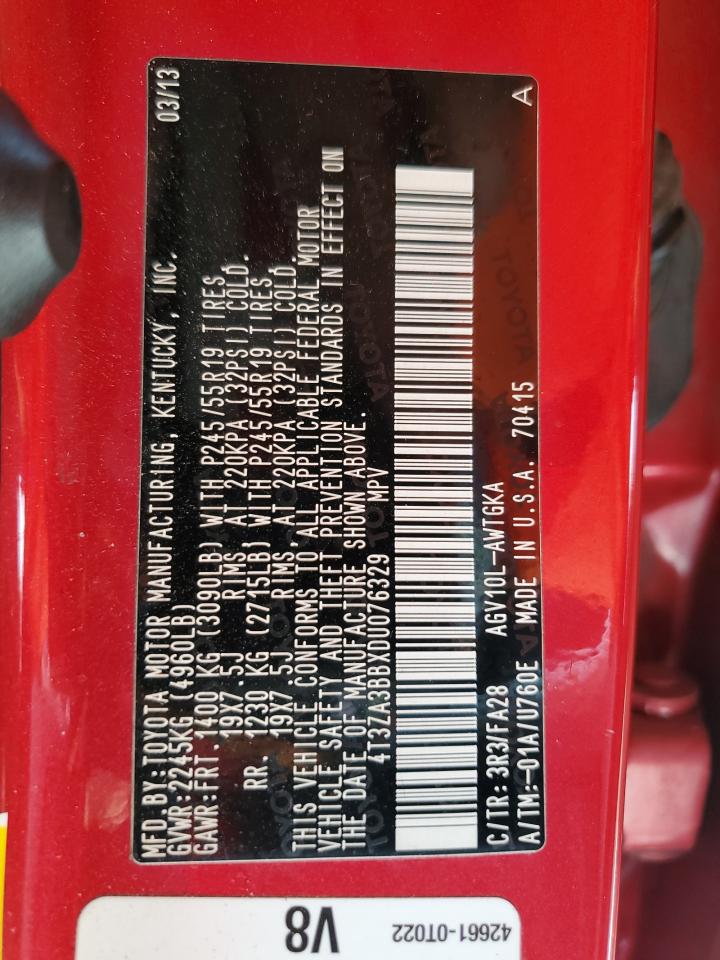 MFD.BY:TOYOTA MOTOR MANUFACTURING, KENTUCKY, INC. 03/13
GVWR:2245KG (4960LB)
GAWR:FRT.1400 KG (3090LB) WITH P245/55R19 TIRES,
19X7.5J RIMS AT 220KPA (32PSI) COLD.
RR. 1230 KG (2715LB) WITH P245/55R19 TIRES,
19X7.5J RIMS AT 220KPA (32PSI) COLD.
THIS VEHICLE CONFORMS TO ALL APPLICABLE FEDERAL MOTOR
VEHICLE SAFETY AND THEFT PREVENTION STANDARDS IN EFFECT ON
THE DATE OF MANUFACTURE SHOWN ABOVE.
4T3ZA3BBXDU076329 MPV
C/TR:3R3/FA28 AGV10L-AWTGKA
A/TM:-01A/U760E MADE IN U.S.A. 70415 A
V8
42661-0T022